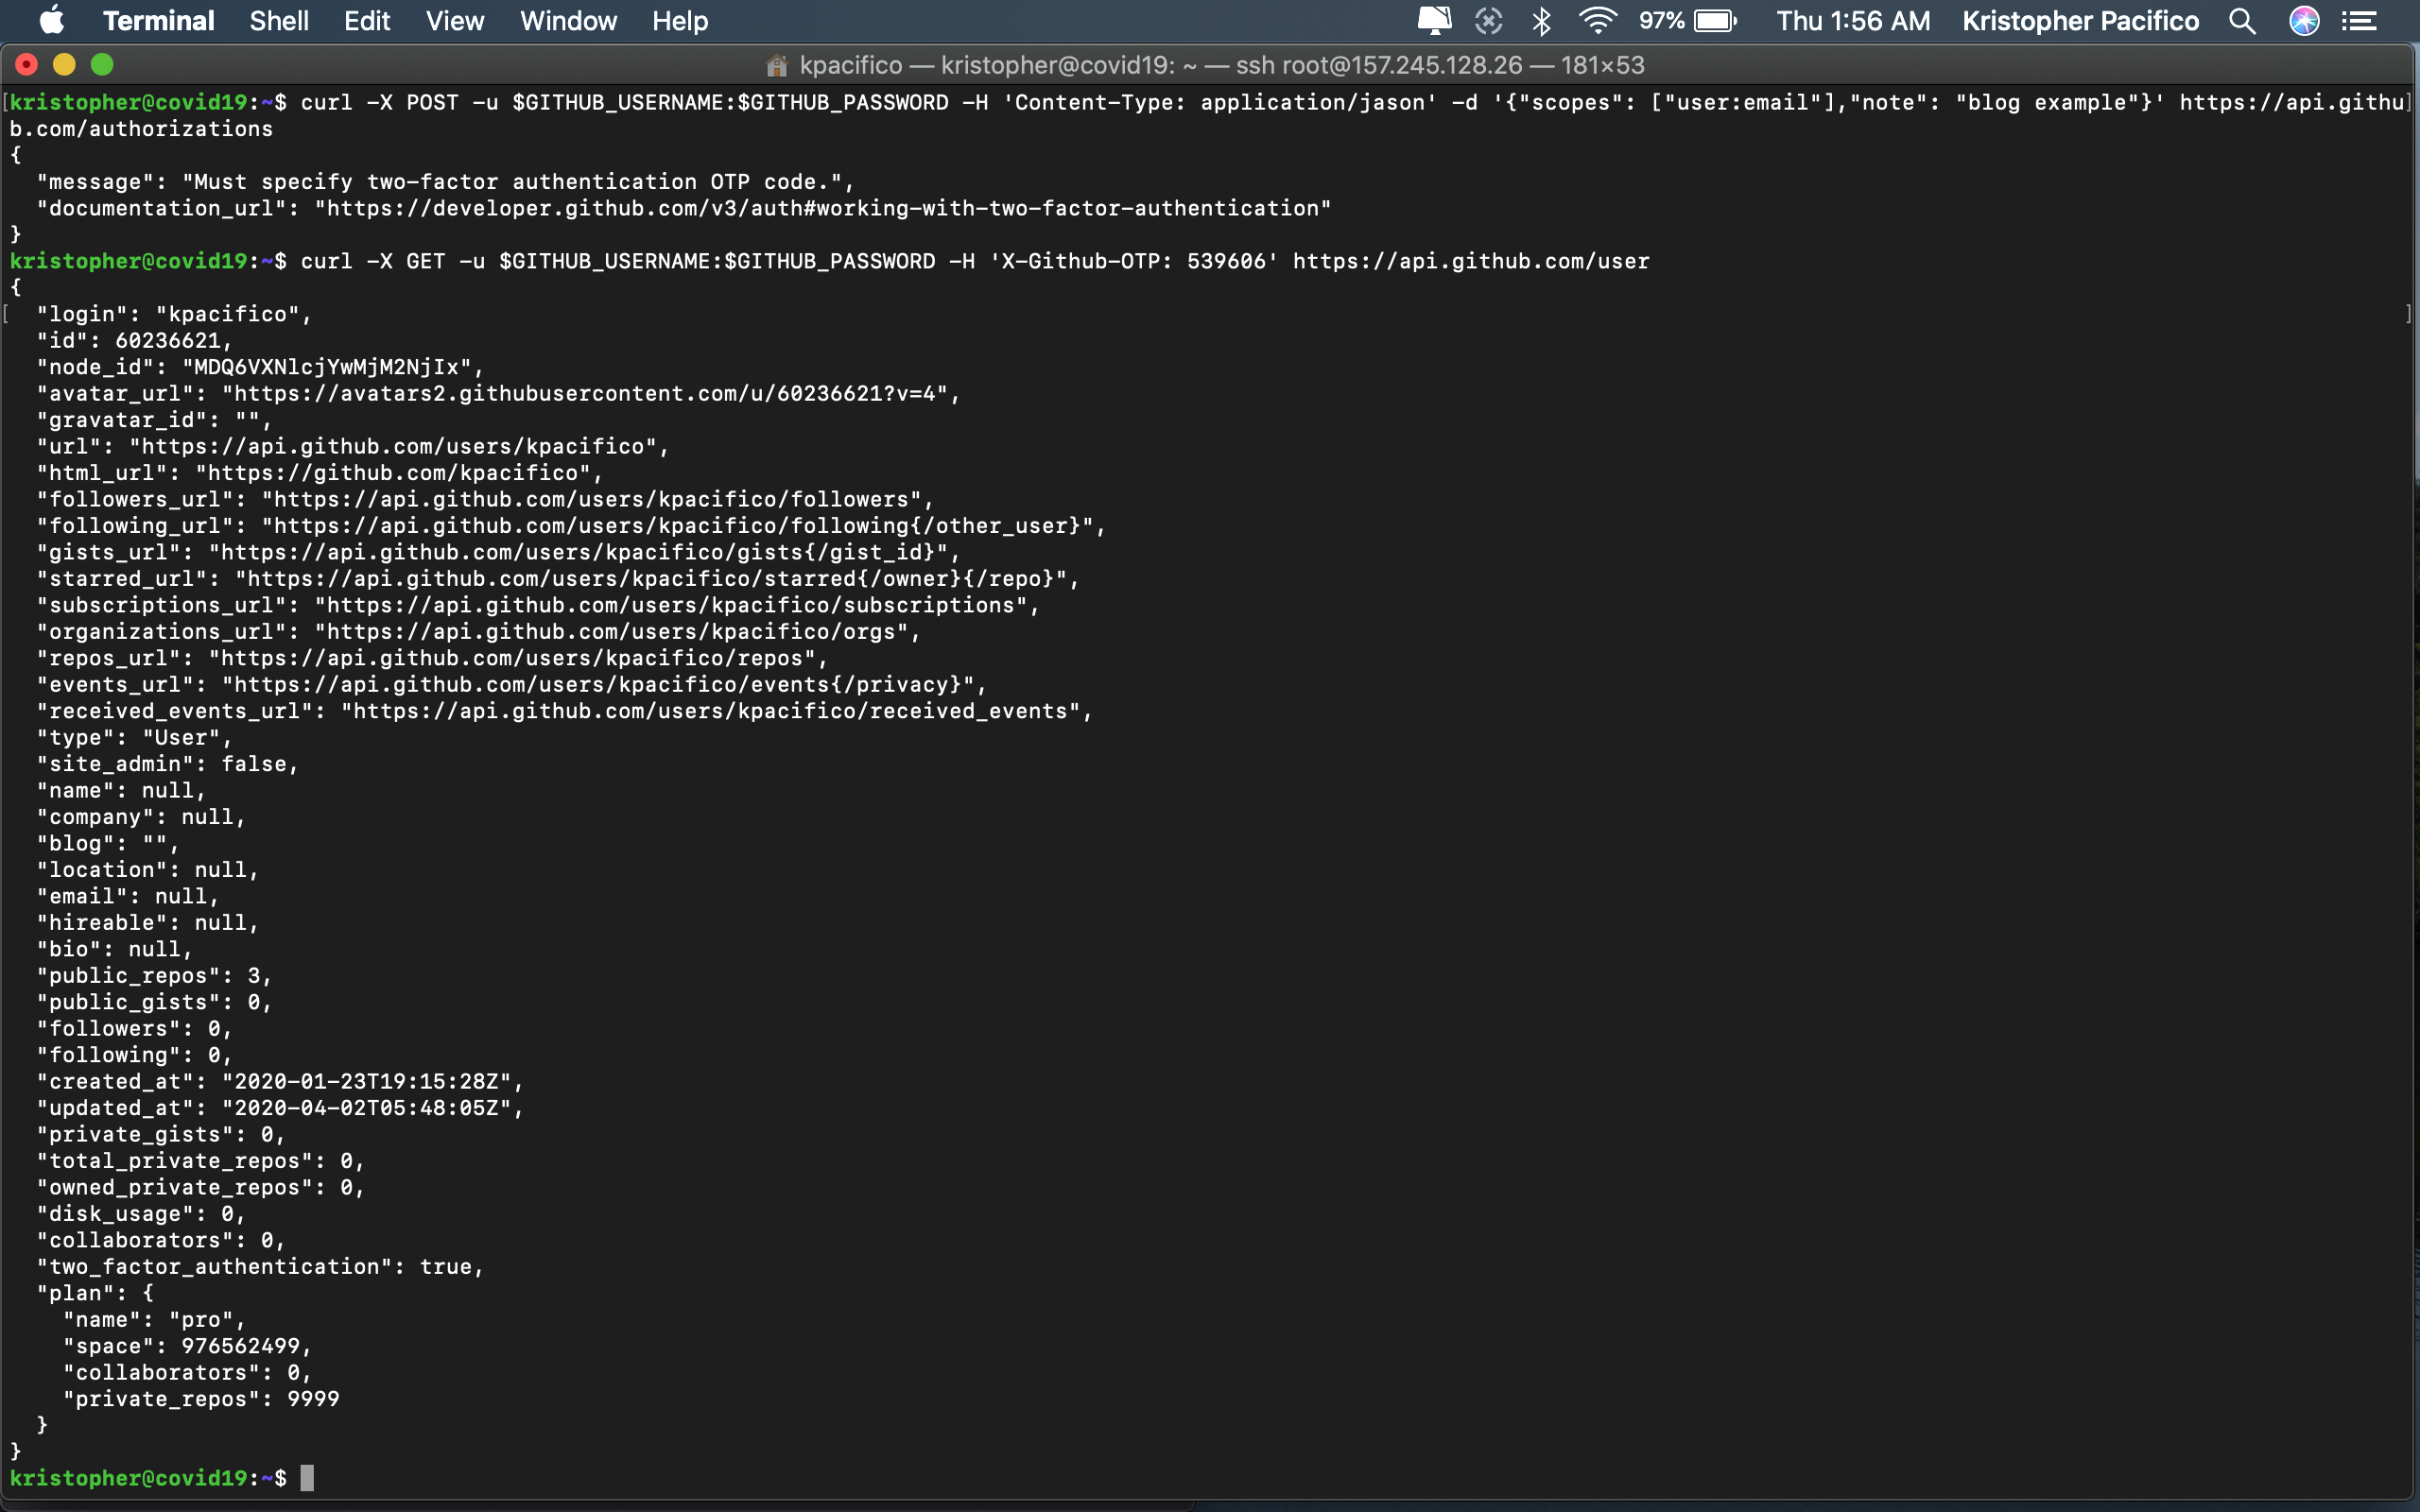 Terminal Shell Edit View Window Help 97% Thu 1:56 AM Kristopher Pacifico
kpacifico — kristopher@covid19: ~ — ssh root@157.245.128.26 — 181×53
[kristopher@covid19:~$ curl -X POST -u $GITHUB_USERNAME:$GITHUB_PASSWORD -H 'Content-Type: application/jason' -d '{"scopes": ["user:email"],"note": "blog example"}' https://api.githu]
b.com/authorizations
{
  "message": "Must specify two-factor authentication OTP code.",
  "documentation_url": "https://developer.github.com/v3/auth#working-with-two-factor-authentication"
}
kristopher@covid19:~$ curl -X GET -u $GITHUB_USERNAME:$GITHUB_PASSWORD -H 'X-Github-OTP: 539606' https://api.github.com/user
{
[  "login": "kpacifico", ]
  "id": 60236621,
  "node_id": "MDQ6VXNlcjYwMjM2NjIx",
  "avatar_url": "https://avatars2.githubusercontent.com/u/60236621?v=4",
  "gravatar_id": "",
  "url": "https://api.github.com/users/kpacifico",
  "html_url": "https://github.com/kpacifico",
  "followers_url": "https://api.github.com/users/kpacifico/followers",
  "following_url": "https://api.github.com/users/kpacifico/following{/other_user}",
  "gists_url": "https://api.github.com/users/kpacifico/gists{/gist_id}",
  "starred_url": "https://api.github.com/users/kpacifico/starred{/owner}{/repo}",
  "subscriptions_url": "https://api.github.com/users/kpacifico/subscriptions",
  "organizations_url": "https://api.github.com/users/kpacifico/orgs",
  "repos_url": "https://api.github.com/users/kpacifico/repos",
  "events_url": "https://api.github.com/users/kpacifico/events{/privacy}",
  "received_events_url": "https://api.github.com/users/kpacifico/received_events",
  "type": "User",
  "site_admin": false,
  "name": null,
  "company": null,
  "blog": "",
  "location": null,
  "email": null,
  "hireable": null,
  "bio": null,
  "public_repos": 3,
  "public_gists": 0,
  "followers": 0,
  "following": 0,
  "created_at": "2020-01-23T19:15:28Z",
  "updated_at": "2020-04-02T05:48:05Z",
  "private_gists": 0,
  "total_private_repos": 0,
  "owned_private_repos": 0,
  "disk_usage": 0,
  "collaborators": 0,
  "two_factor_authentication": true,
  "plan": {
    "name": "pro",
    "space": 976562499,
    "collaborators": 0,
    "private_repos": 9999
  }
}
kristopher@covid19:~$